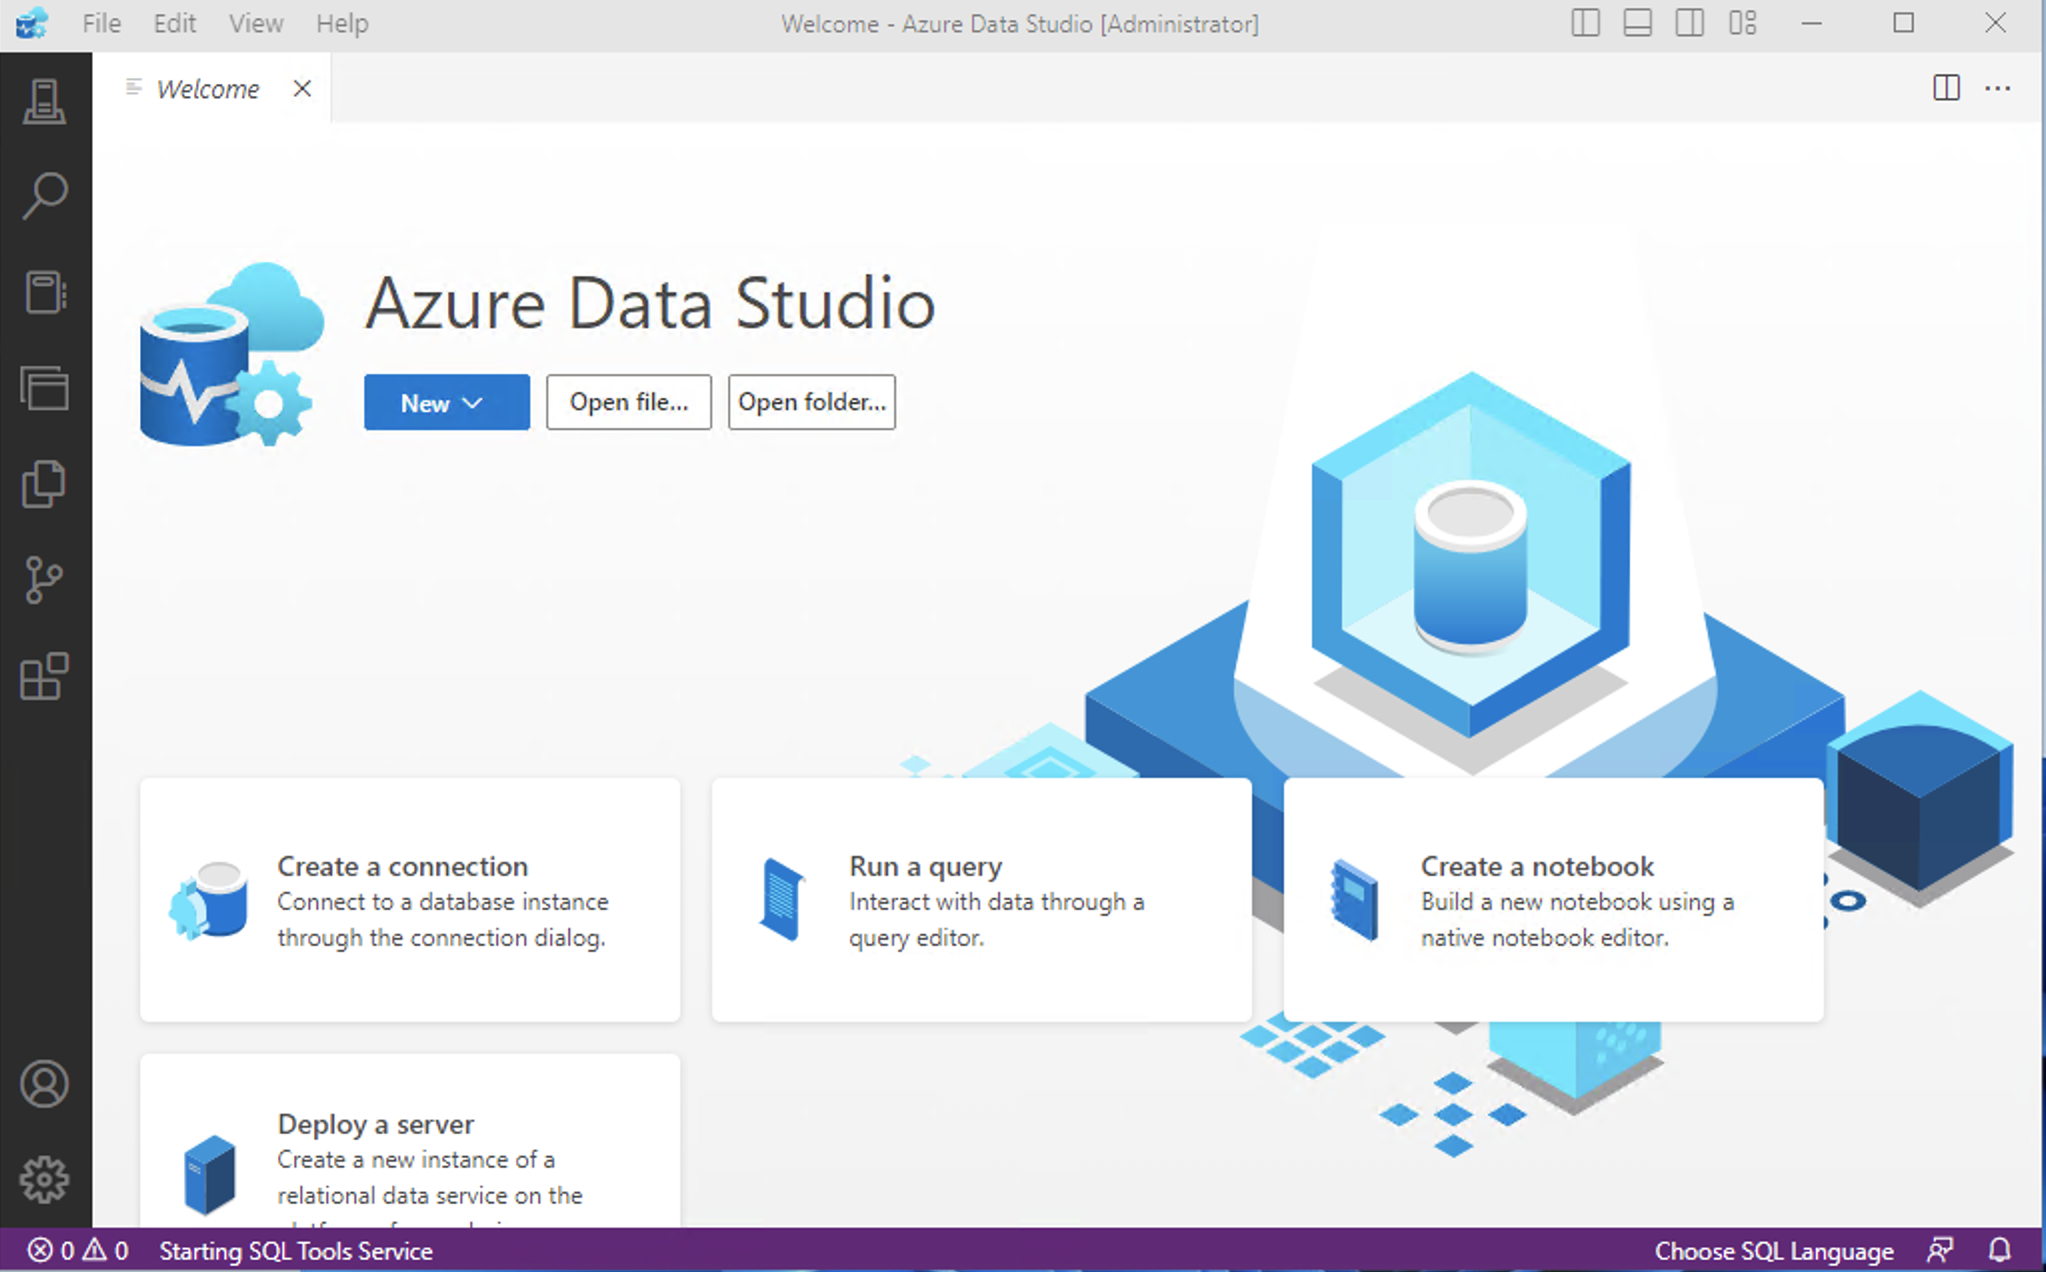 File Edit View Help
Welcome - Azure Data Studio [Administrator]
Welcome
Azure Data Studio
New
Open file...
Open folder...
Create a connection
Connect to a database instance
through the connection dialog.
Run a query
Interact with data through a
query editor.
Create a notebook
Build a new notebook using a
native notebook editor.
Deploy a server
Create a new instance of a
relational data service on the
0 0 Starting SQL Tools Service
Choose SQL Language